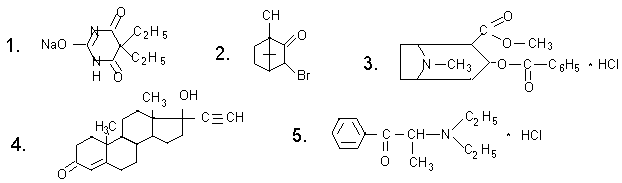 1.
O
H
N
C₂H₅
NaO
C₂H₅
N
H
O
2.
CH
O
Br
3.
O
C
O—CH₃
N—CH₃
O—C—C₆H₅ · HCl
O
4.
CH₃
OH
C≡CH
CH₃
O
5.
C₂H₅
N
· HCl
C₂H₅
O
CH₃